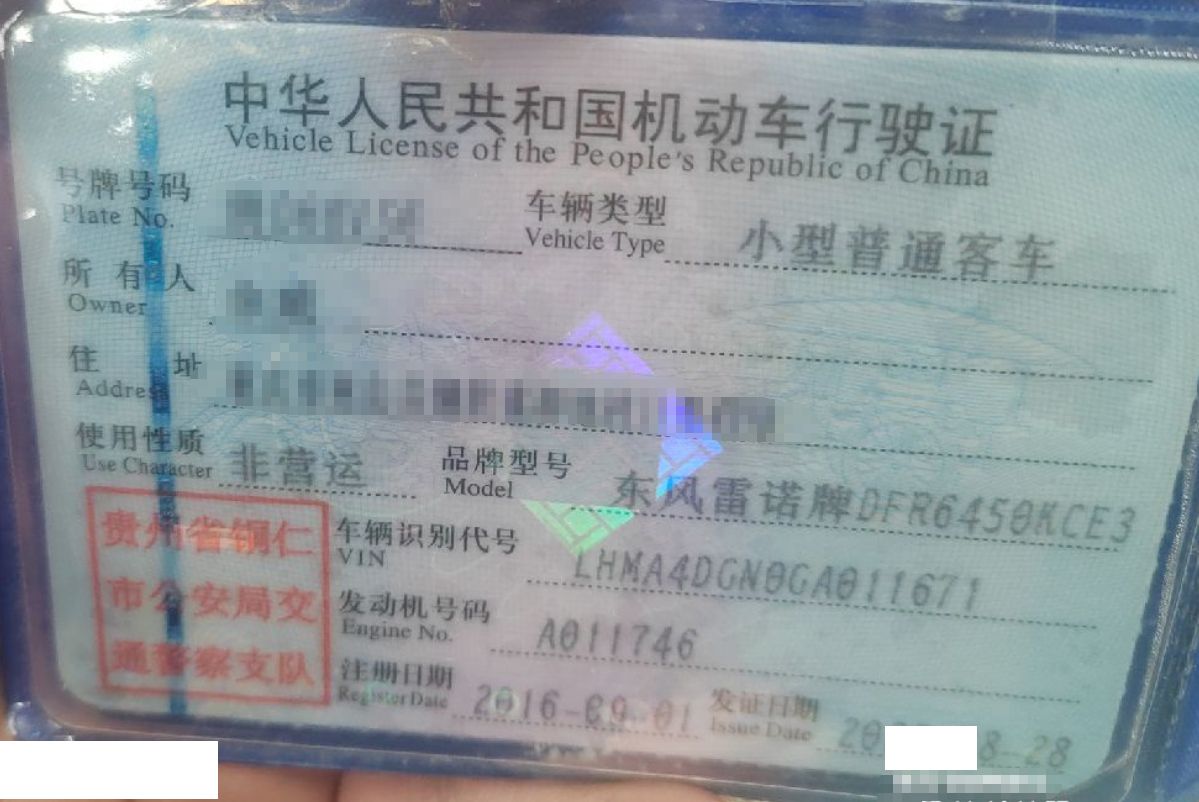 中华人民共和国机动车行驶证
Vehicle License of the People's Republic of China
号牌号码
Plate No.
车辆类型 小型普通客车
Vehicle Type
所有人
Owner
住址
Address
使用性质 非营运
Use Character
品牌型号 东风雷诺牌DFR6450KCE3
Model
贵州省铜仁
市公安局交
通警察支队
车辆识别代号 LHMA4DGN0GA011671
VIN
发动机号码 A011746
Engine No.
注册日期 2016-09-01
Register Date
发证日期 8-28
Issue Date